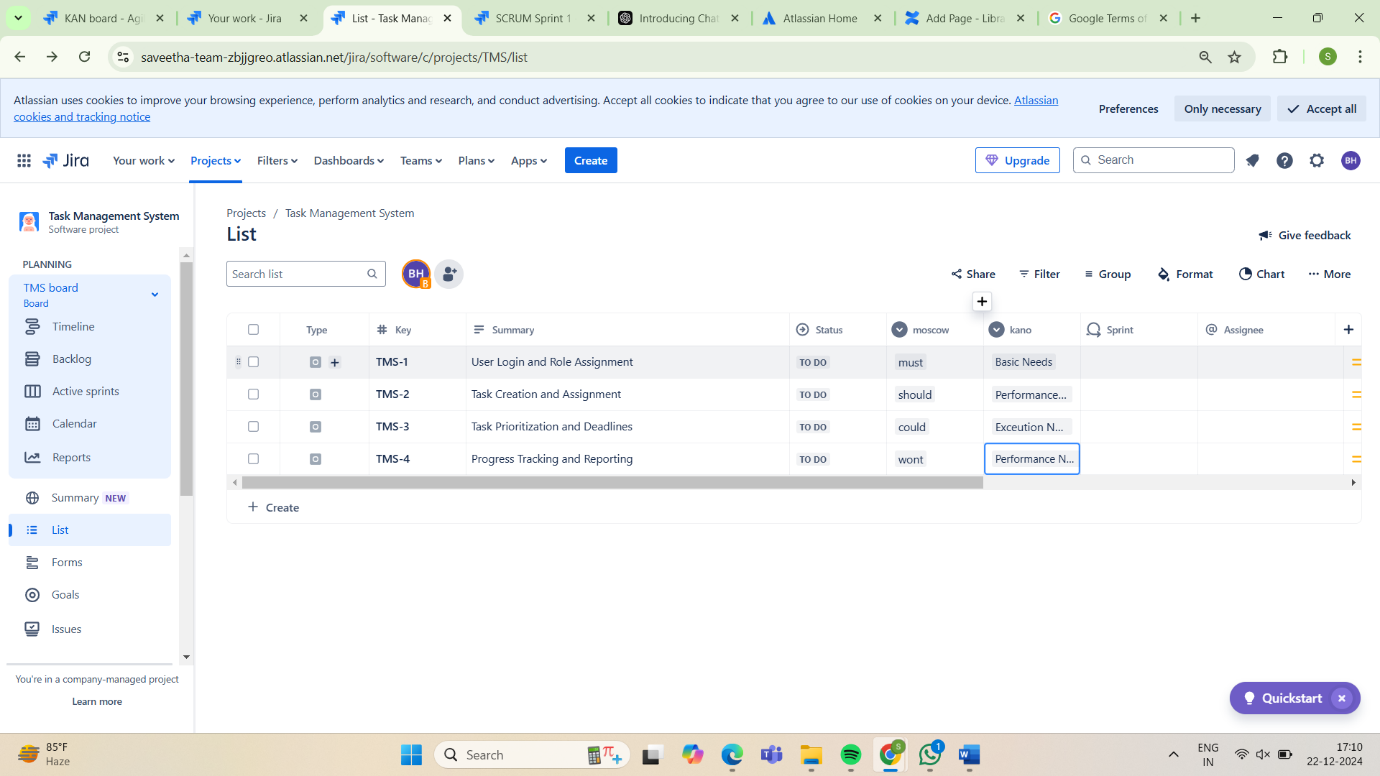 KAN board - Agi
Your work - Jira
List - Task Manag
SCRUM Sprint 1
Introducing Chat
Atlassian Home
Add Page - Libra
Google Terms of
saveetha-team-zbjjgreo.atlassian.net/jira/software/c/projects/TMS/list
S
Atlassian uses cookies to improve your browsing experience, perform analytics and research, and conduct advertising. Accept all cookies to indicate that you agree to our use of cookies on your device. Atlassian
cookies and tracking notice
Preferences
Only necessary
Accept all
Jira
Your work
Projects
Filters
Dashboards
Teams
Plans
Apps
Create
Upgrade
Search
BH
Task Management System
Software project
PLANNING
TMS board
Board
Timeline
Backlog
Active sprints
Calendar
Reports
Summary NEW
List
Forms
Goals
Issues
You're in a company-managed project
Learn more
Projects / Task Management System
List
Give feedback
Search list
BH
B
Share
Filter
Group
Format
Chart
More
Type # Key Summary Status moscow kano Sprint @ Assignee
TMS-1 User Login and Role Assignment TO DO must Basic Needs
TMS-2 Task Creation and Assignment TO DO should Performance...
TMS-3 Task Prioritization and Deadlines TO DO could Exceution N...
TMS-4 Progress Tracking and Reporting TO DO wont Performance N...
+ Create
Quickstart
85°F
Haze
Search
S
1
ENG
IN
17:10
22-12-2024